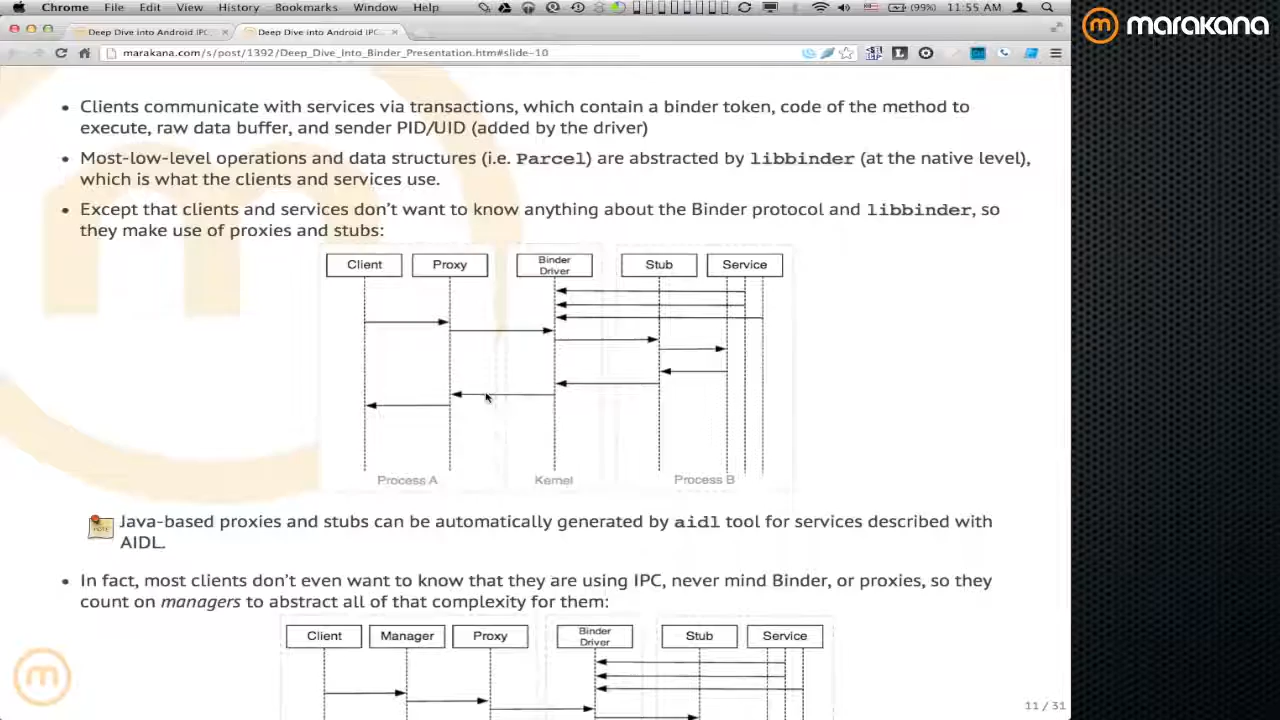 Chrome File Edit View History Bookmarks Window Help (99%) 11:55 AM
marakana
Deep Dive into Android IPC Deep Dive into Android IPC
marakana.com/s/post/1392/Deep_Dive_Into_Binder_Presentation.htm#slide-10
• Clients communicate with services via transactions, which contain a binder token, code of the method to
execute, raw data buffer, and sender PID/UID (added by the driver)
• Most-low-level operations and data structures (i.e. Parcel) are abstracted by libbinder (at the native level),
which is what the clients and services use.
• Except that clients and services don't want to know anything about the Binder protocol and libbinder, so
they make use of proxies and stubs:
Client Proxy Binder Driver Stub Service
Process A Kernel Process B
NOTE
Java-based proxies and stubs can be automatically generated by aidl tool for services described with
AIDL.
• In fact, most clients don't even want to know that they are using IPC, never mind Binder, or proxies, so they
count on managers to abstract all of that complexity for them:
Client Manager Proxy Binder Driver Stub Service
11 / 31